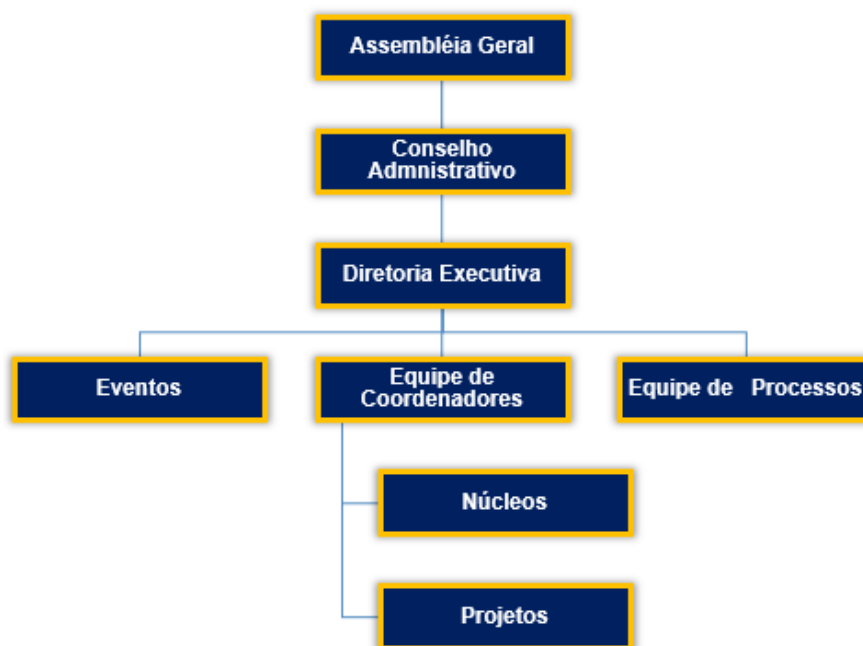 Assembléia Geral
Conselho
Admnistrativo
Diretoria Executiva
Eventos
Equipe de
Coordenadores
Equipe de Processos
Núcleos
Projetos